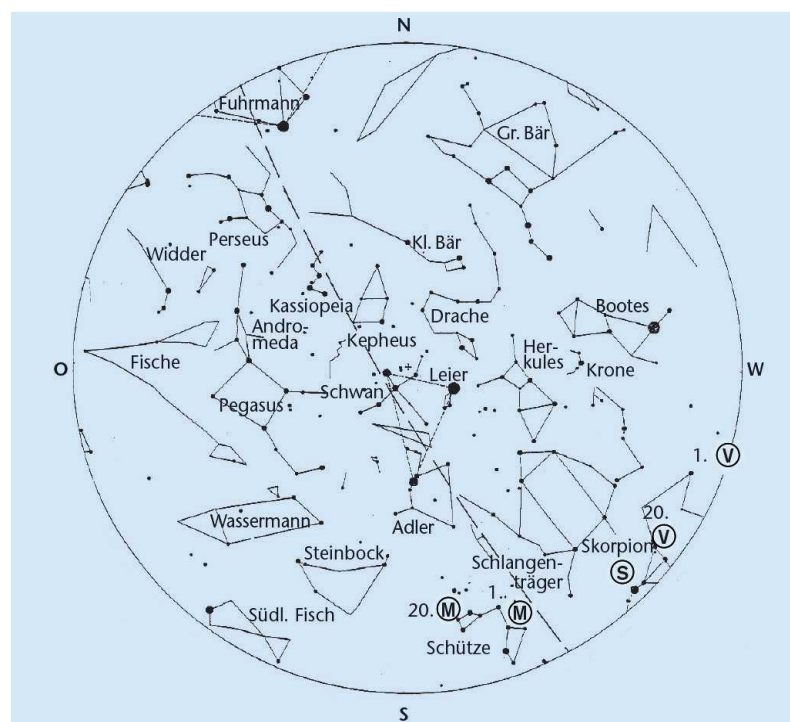 N
Fuhrmann
Gr. Bär
Perseus
Kl. Bär
Widder
Kassiopeia
Drache
Bootes
Andro-
meda
Kepheus
Her-
kules
O
Fische
Leier
Krone
W
Schwan
Pegasus
1. V
Wassermann
Adler
20. V
Skorpion
Steinbock
Schlangen-
träger
S
20. M
1.. M
Südl. Fisch
Schütze
S